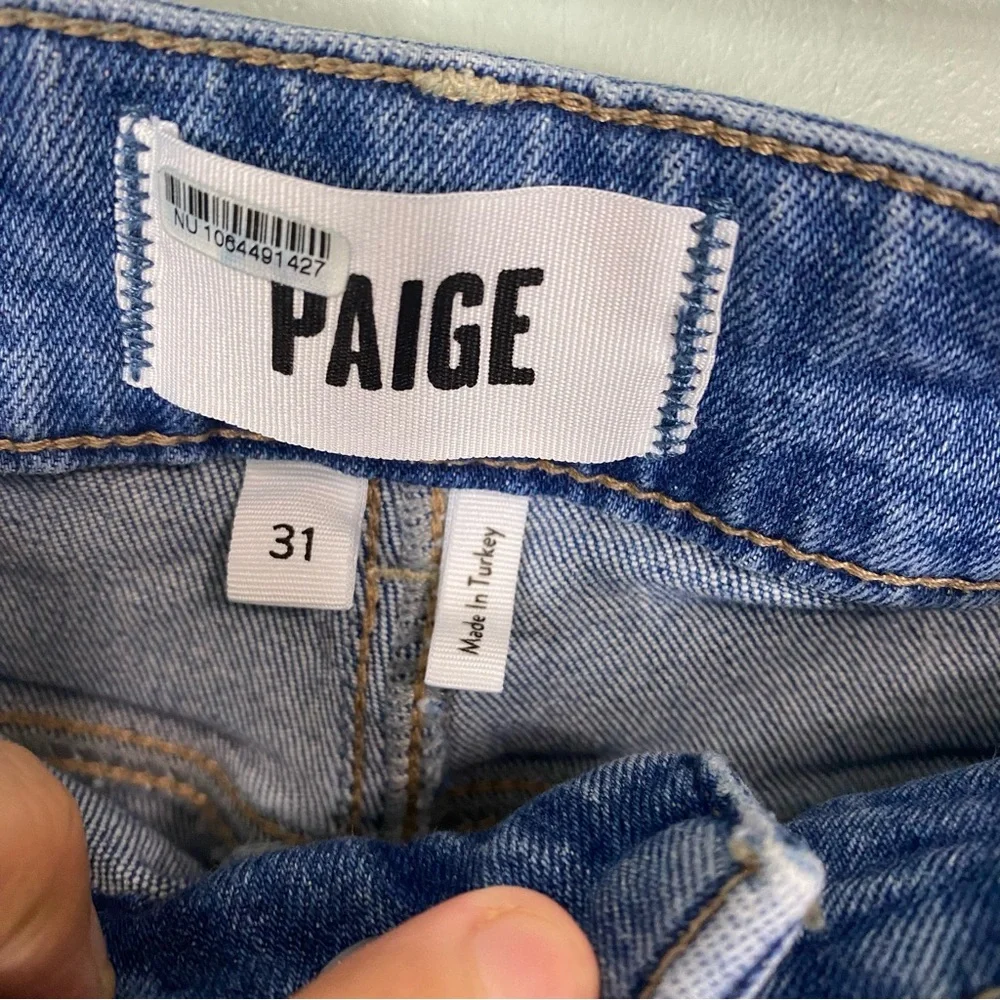 NU 1064491427
PAIGE
31
Made In Turkey